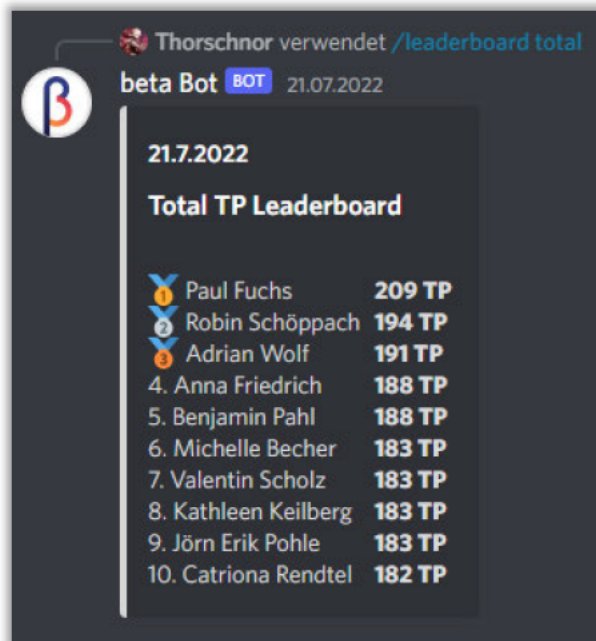 Thorschnor verwendet /leaderboard total
beta Bot BOT 21.07.2022
21.7.2022
Total TP Leaderboard
1 Paul Fuchs 209 TP
2 Robin Schöppach 194 TP
3 Adrian Wolf 191 TP
4. Anna Friedrich 188 TP
5. Benjamin Pahl 188 TP
6. Michelle Becher 183 TP
7. Valentin Scholz 183 TP
8. Kathleen Keilberg 183 TP
9. Jörn Erik Pohle 183 TP
10. Catriona Rendtel 182 TP